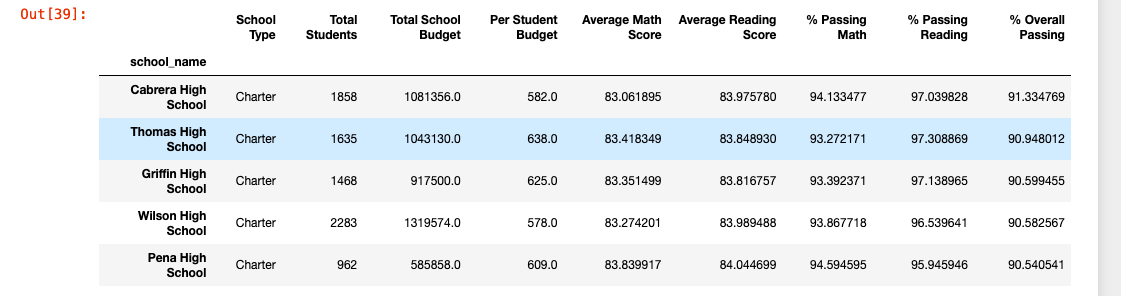 Out[39]:
School Type Total Students Total School Budget Per Student Budget Average Math Score Average Reading Score % Passing Math % Passing Reading % Overall Passing
school_name
Cabrera High School Charter 1858 1081356.0 582.0 83.061895 83.975780 94.133477 97.039828 91.334769
Thomas High School Charter 1635 1043130.0 638.0 83.418349 83.848930 93.272171 97.308869 90.948012
Griffin High School Charter 1468 917500.0 625.0 83.351499 83.816757 93.392371 97.138965 90.599455
Wilson High School Charter 2283 1319574.0 578.0 83.274201 83.989488 93.867718 96.539641 90.582567
Pena High School Charter 962 585858.0 609.0 83.839917 84.044699 94.594595 95.945946 90.540541